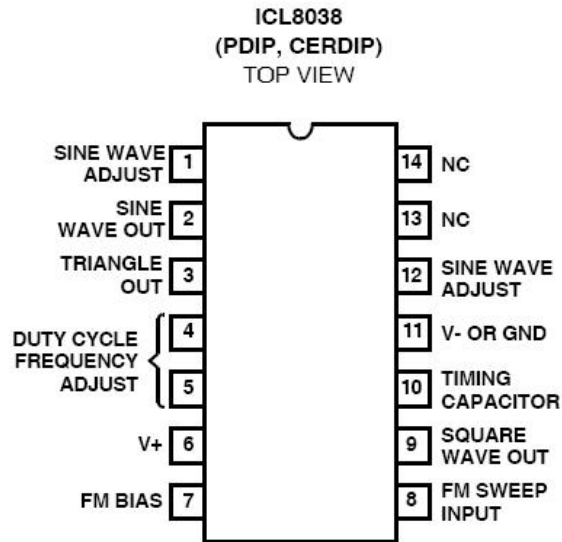 ICL8038
(PDIP, CERDIP)
TOP VIEW
SINE WAVE
ADJUST
1
SINE
WAVE OUT
2
TRIANGLE
OUT
3
DUTY CYCLE
FREQUENCY
ADJUST
4
5
V+
6
FM BIAS
7
14
NC
13
NC
12
SINE WAVE
ADJUST
11
V- OR GND
10
TIMING
CAPACITOR
9
SQUARE
WAVE OUT
8
FM SWEEP
INPUT